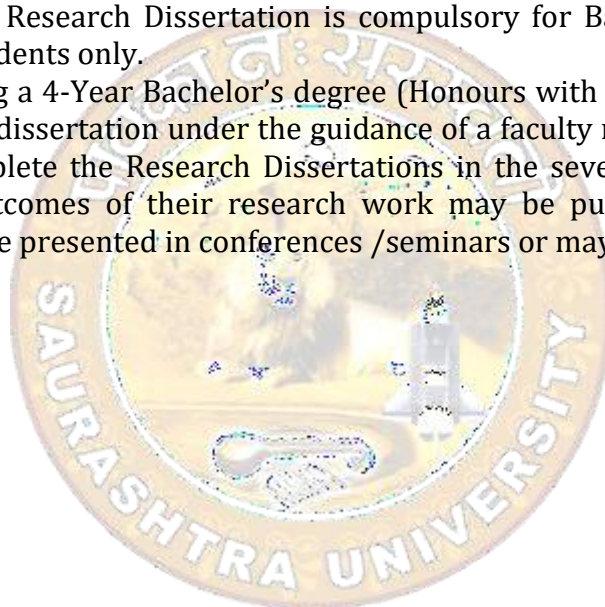 Research Dissertation is compulsory for Ba
dents only.
g a 4-Year Bachelor’s degree (Honours with
dissertation under the guidance of a faculty
plete the Research Dissertations in the seve
tcomes of their research work may be pu
e presented in conferences /seminars or may
SAURASHTRA UNIVERSITY